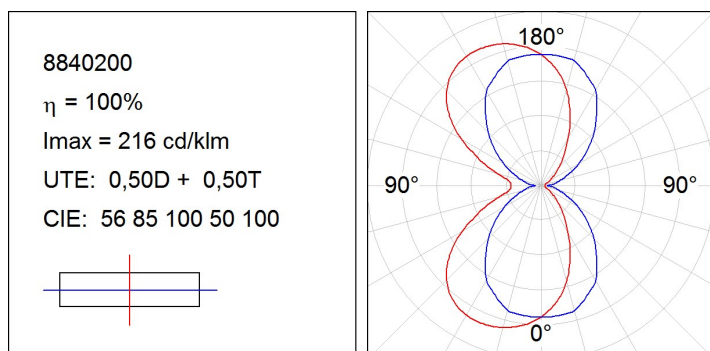 8840200
η = 100%
Imax = 216 cd/klm
UTE: 0,50D + 0,50T
CIE: 56 85 100 50 100
180°
90° 90°
0°